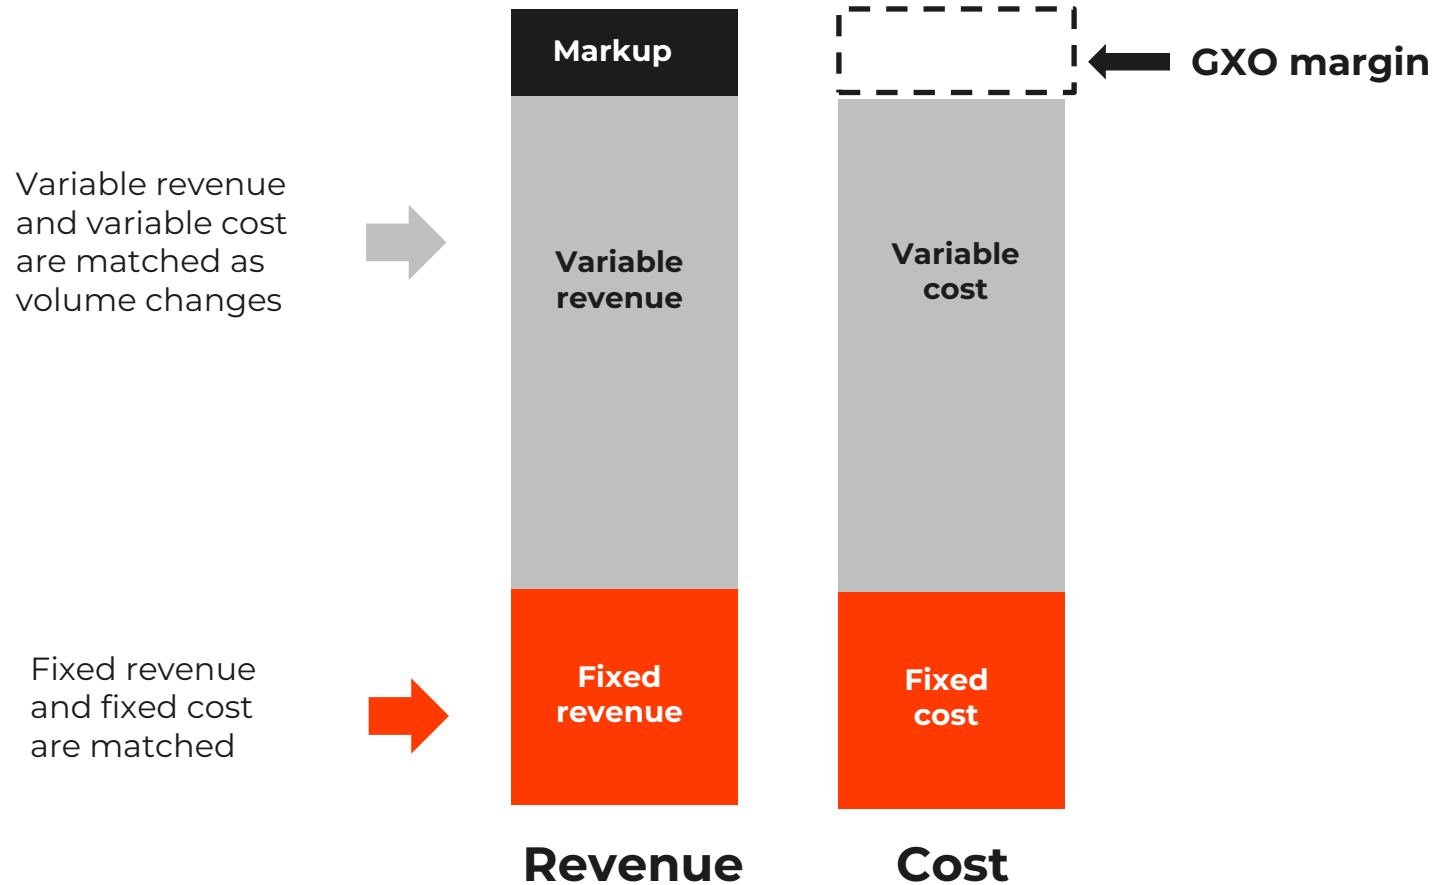 Markup
GXO margin
Variable revenue
and variable cost
are matched as
volume changes
Variable
revenue
Variable
cost
Fixed revenue
and fixed cost
are matched
Fixed
revenue
Fixed
cost
Revenue
Cost